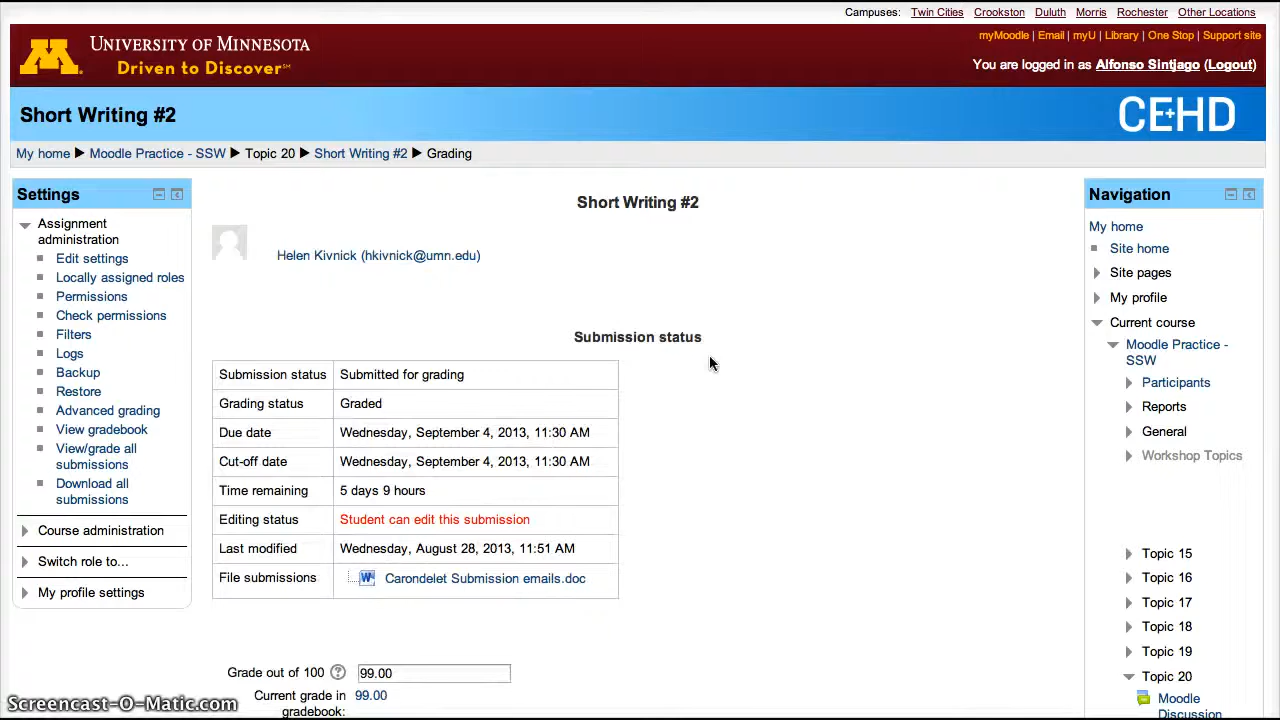 Campuses: Twin Cities Crookston Duluth Morris Rochester Other Locations
UNIVERSITY OF MINNESOTA
Driven to Discover℠
myMoodle | Email | myU | Library | One Stop | Support site
You are logged in as Alfonso Sintjago (Logout)
Short Writing #2
CEHD
My home ▶ Moodle Practice - SSW ▶ Topic 20 ▶ Short Writing #2 ▶ Grading
Settings
Assignment
administration
Edit settings
Locally assigned roles
Permissions
Check permissions
Filters
Logs
Backup
Restore
Advanced grading
View gradebook
View/grade all
submissions
Download all
submissions
Course administration
Switch role to...
My profile settings
Short Writing #2
Helen Kivnick (hkivnick@umn.edu)
Submission status
Submission status Submitted for grading
Grading status Graded
Due date Wednesday, September 4, 2013, 11:30 AM
Cut-off date Wednesday, September 4, 2013, 11:30 AM
Time remaining 5 days 9 hours
Editing status Student can edit this submission
Last modified Wednesday, August 28, 2013, 11:51 AM
File submissions Carondelet Submission emails.doc
Grade out of 100 99.00
Current grade in 99.00
gradebook:
Navigation
My home
Site home
Site pages
My profile
Current course
Moodle Practice -
SSW
Participants
Reports
General
Workshop Topics
Topic 15
Topic 16
Topic 17
Topic 18
Topic 19
Topic 20
Moodle
Discussion
Screencast-O-Matic.com